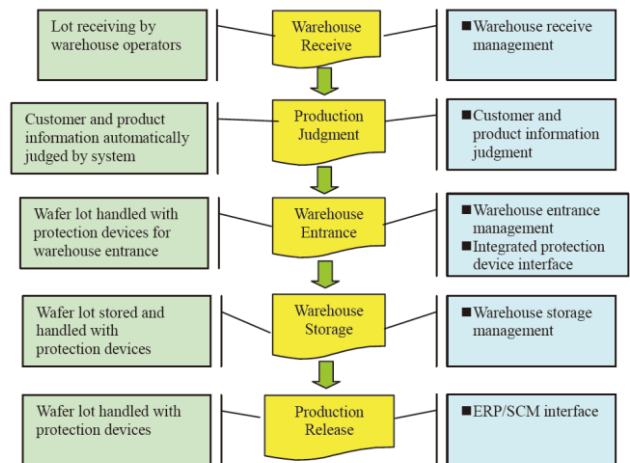 Lot receiving by
warehouse operators
Warehouse
Receive
■Warehouse receive
management
Customer and product
information automatically
judged by system
Production
Judgment
■Customer and
product information
judgment
Wafer lot handled with
protection devices for
warehouse entrance
Warehouse
Entrance
■Warehouse entrance
management
■Integrated protection
device interface
Wafer lot stored and
handled with
protection devices
Warehouse
Storage
■Warehouse storage
management
Wafer lot handled with
protection devices
Production
Release
■ERP/SCM interface